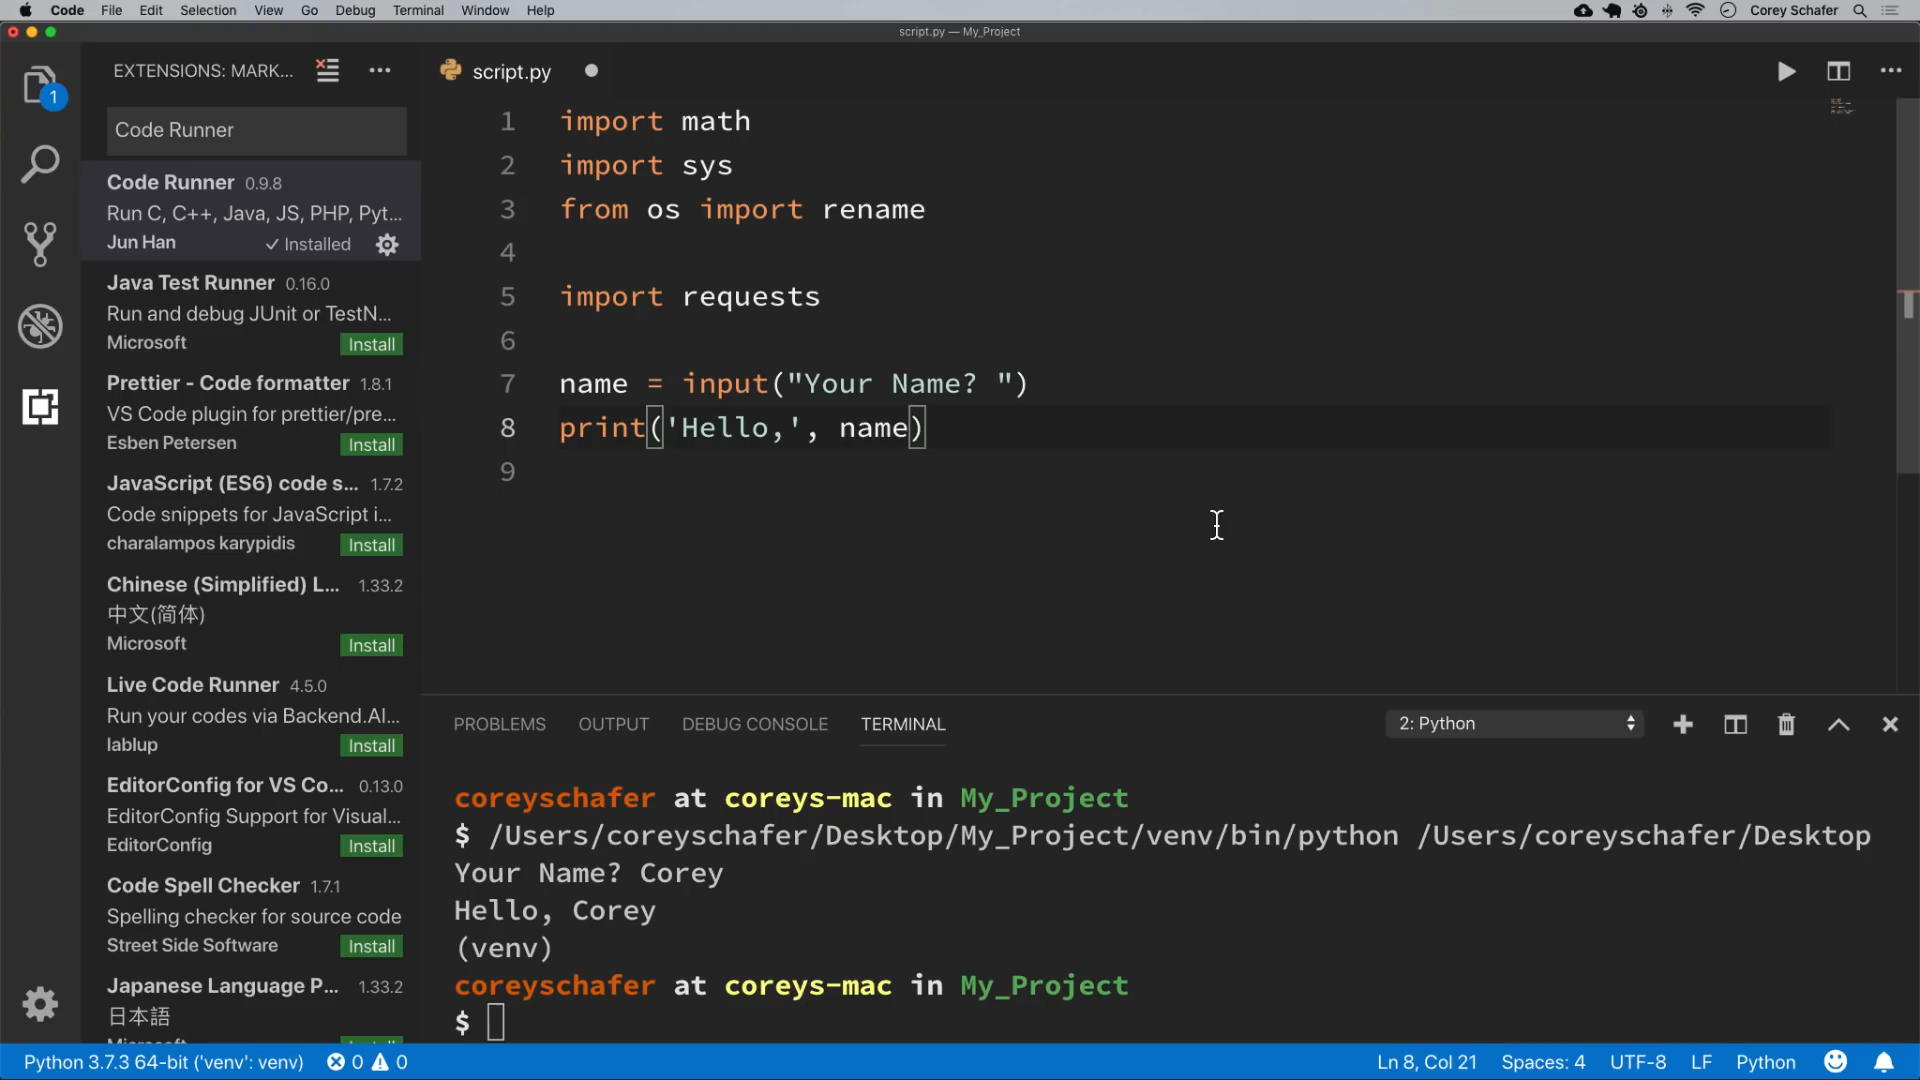 Code File Edit Selection View Go Debug Terminal Window Help Corey Schafer
script.py — My_Project
EXTENSIONS: MARK...
script.py
1
Code Runner
Code Runner 0.9.8
Run C, C++, Java, JS, PHP, Pyt...
Jun Han ✓ Installed
Java Test Runner 0.16.0
Run and debug JUnit or TestN...
Microsoft Install
Prettier - Code formatter 1.8.1
VS Code plugin for prettier/pre...
Esben Petersen Install
JavaScript (ES6) code s... 1.7.2
Code snippets for JavaScript i...
charalampos karypidis Install
Chinese (Simplified) L... 1.33.2
中文(简体)
Microsoft Install
Live Code Runner 4.5.0
Run your codes via Backend.AI...
lablup Install
EditorConfig for VS Co... 0.13.0
EditorConfig Support for Visual...
EditorConfig Install
Code Spell Checker 1.7.1
Spelling checker for source code
Street Side Software Install
Japanese Language P... 1.33.2
日本語
1 import math
2 import sys
3 from os import rename
4
5 import requests
6
7 name = input("Your Name? ")
8 print('Hello,', name)
9
PROBLEMS OUTPUT DEBUG CONSOLE TERMINAL 2: Python
coreyschafer at coreys-mac in My_Project
$ /Users/coreyschafer/Desktop/My_Project/venv/bin/python /Users/coreyschafer/Desktop
Your Name? Corey
Hello, Corey
(venv)
coreyschafer at coreys-mac in My_Project
$
Python 3.7.3 64-bit ('venv': venv) 0 0 Ln 8, Col 21 Spaces: 4 UTF-8 LF Python